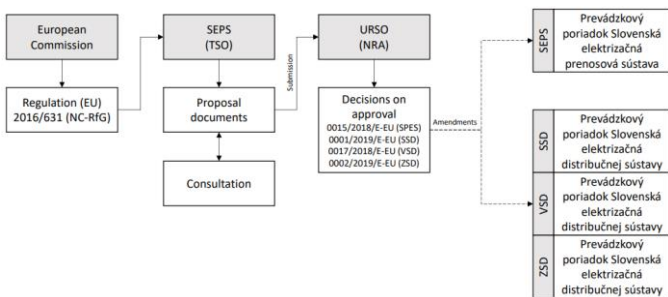 European
Commission
SEPS
(TSO)
URSO
(NRA)
Regulation (EU)
2016/631 (NC-RfG)
Proposal
documents
Submission
Decisions on
approval
0015/2018/E-EU (SPES)
0001/2019/E-EU (SSD)
0017/2018/E-EU (VSD)
0002/2019/E-EU (ZSD)
Consultation
Amendments
SEPS
Prevádzkový
poriadok Slovenská
elektrizačná
prenosová sústava
SSD
Prevádzkový
poriadok Slovenská
elektrizačná
distribučnej sústavy
VSD
Prevádzkový
poriadok Slovenská
elektrizačná
distribučnej sústavy
ZSD
Prevádzkový
poriadok Slovenská
elektrizačná
distribučnej sústavy